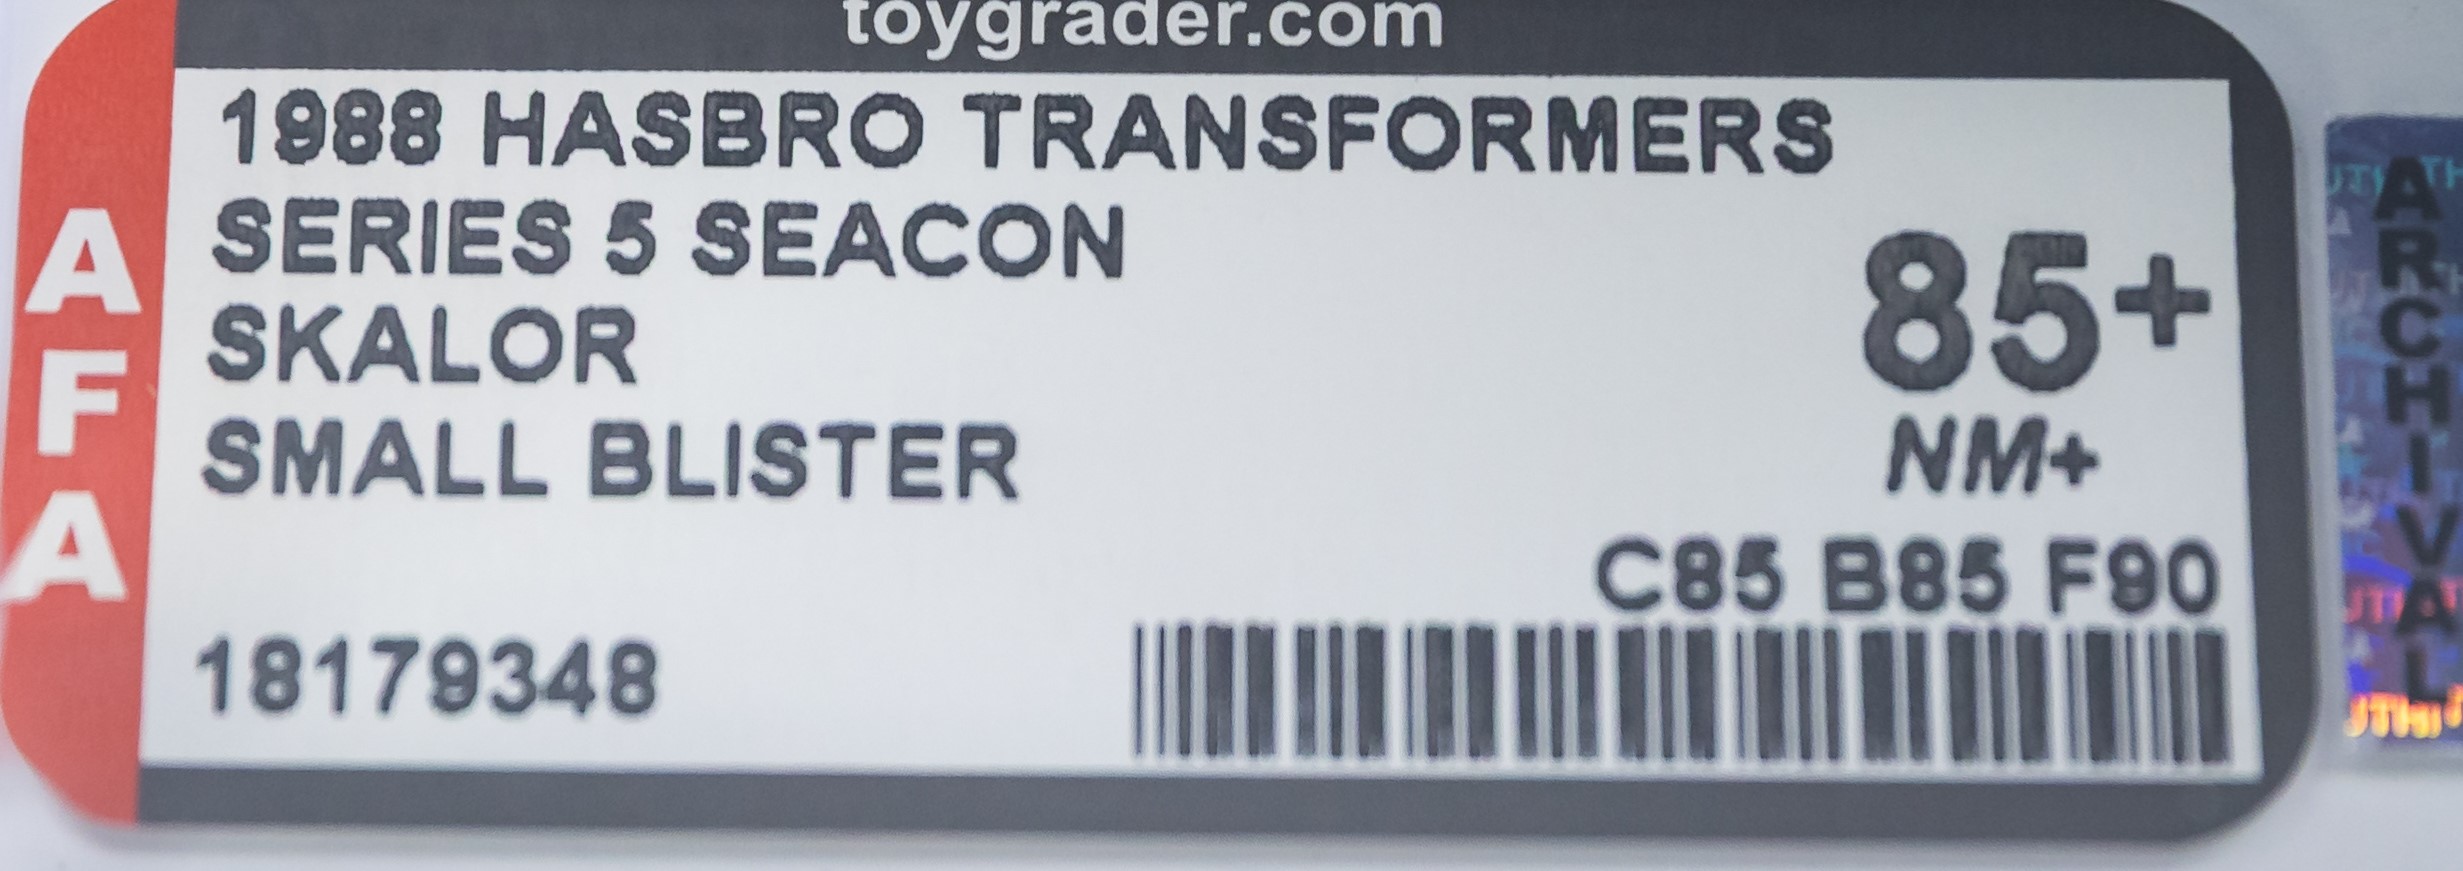 toygrader.com
AFA
1988 HASBRO TRANSFORMERS
SERIES 5 SEACON
SKALOR
SMALL BLISTER
85+
NM+
C85 B85 F90
18179348
ARCHIVAL